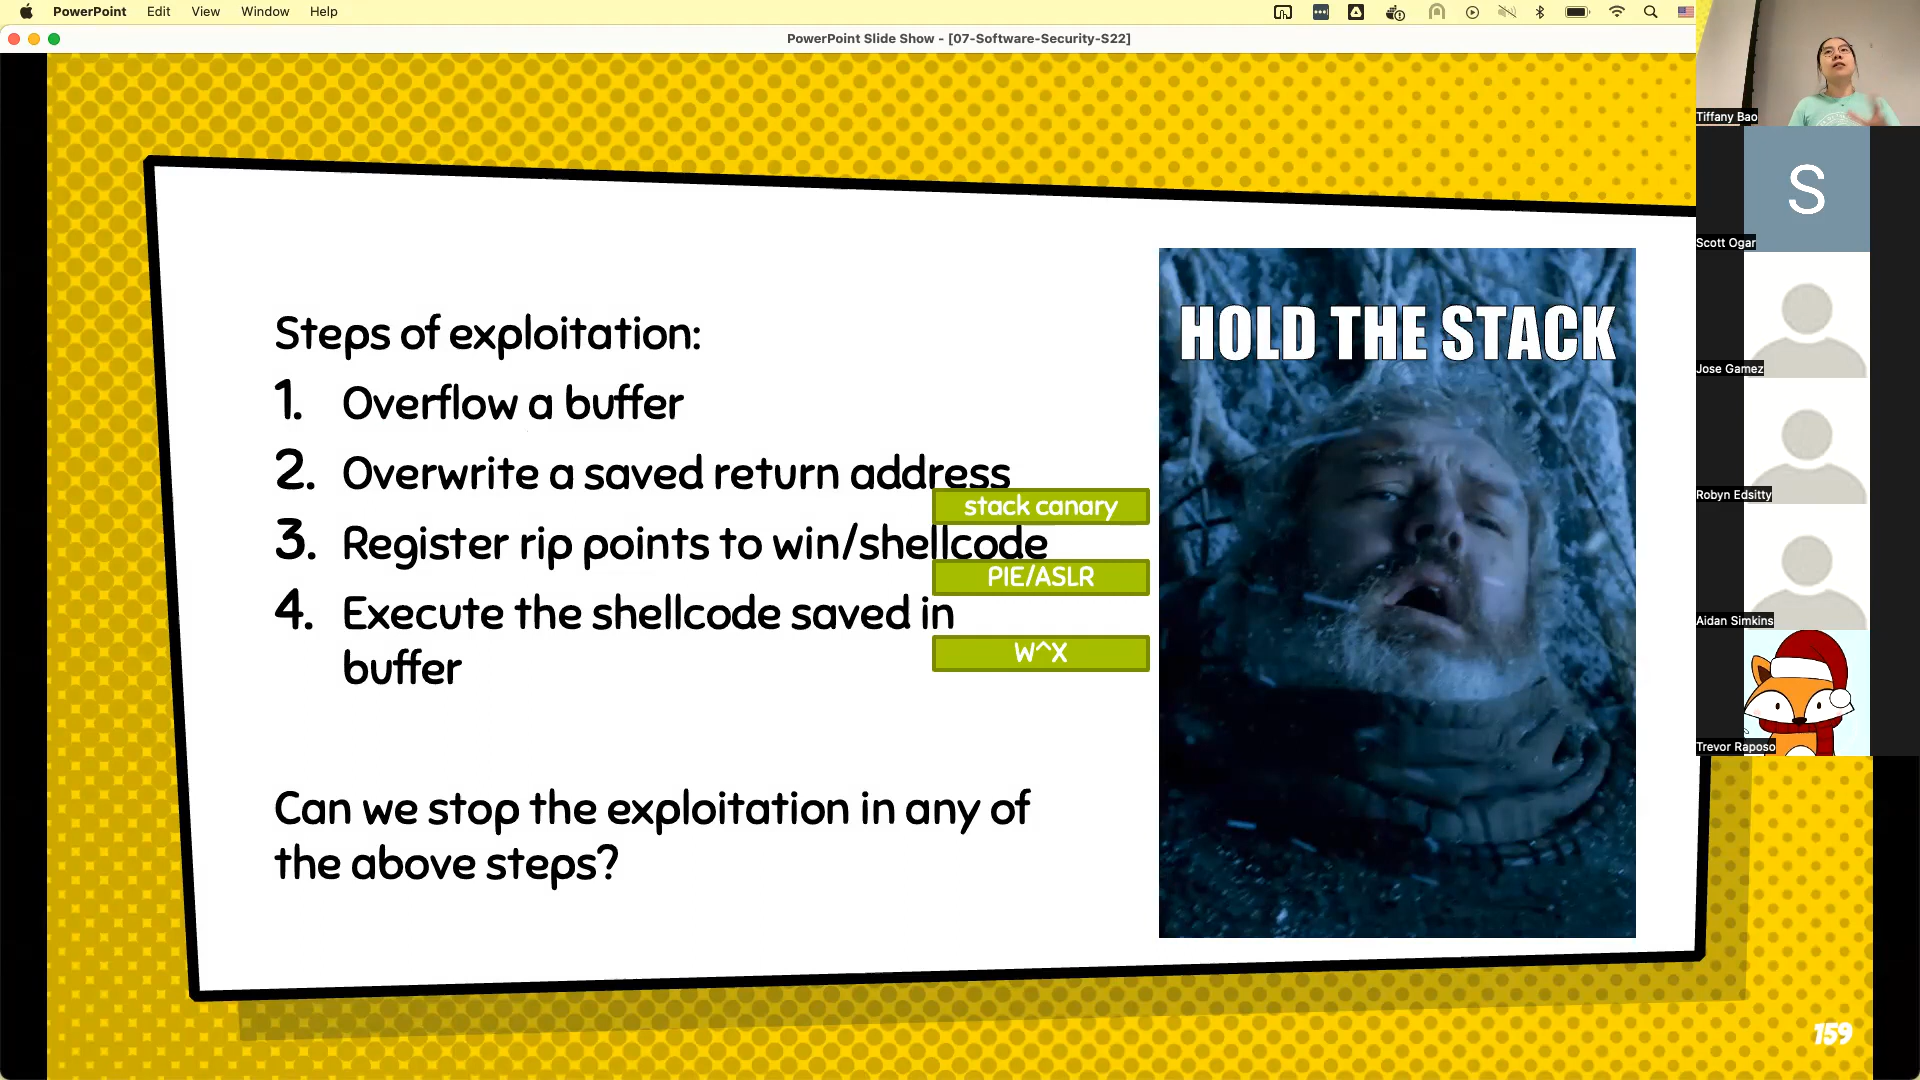 PowerPoint Edit View Window Help
PowerPoint Slide Show - [07-Software-Security-S22]
Steps of exploitation:
1. Overflow a buffer
2. Overwrite a saved return address
stack canary
3. Register rip points to win/shellcode
PIE/ASLR
4. Execute the shellcode saved in
buffer
W^X
Can we stop the exploitation in any of
the above steps?
HOLD THE STACK
159
Tiffany Bao
S
Scott Ogar
Jose Gamez
Robyn Edsitty
Aidan Simkins
Trevor Raposo